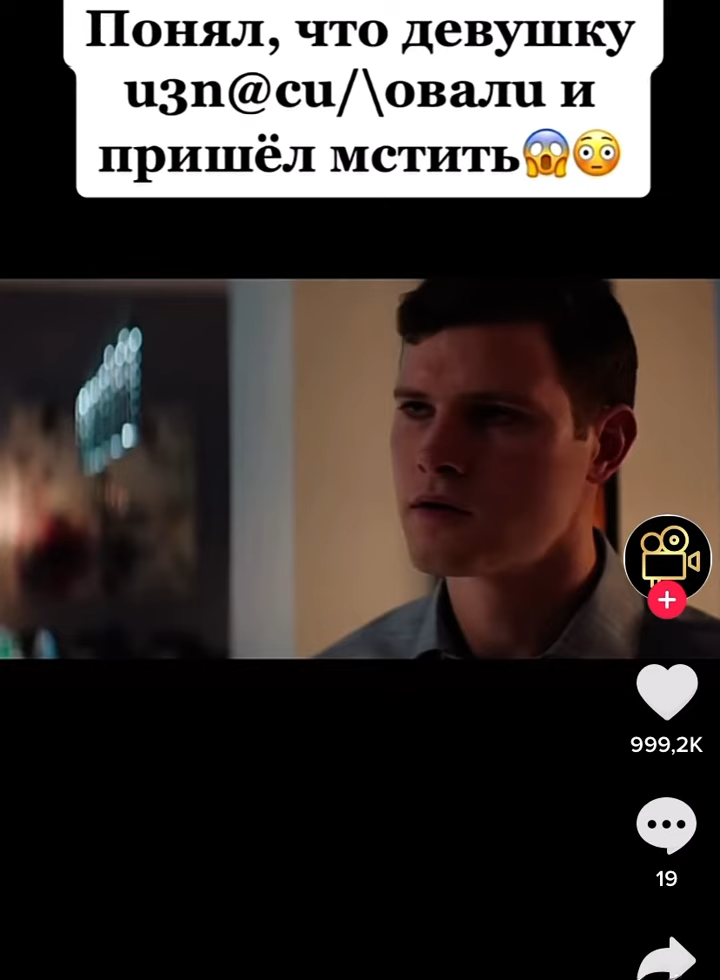 Понял, что девушку
u3n@cu/\овалu и
пришёл мстить😱😳
999,2K
19